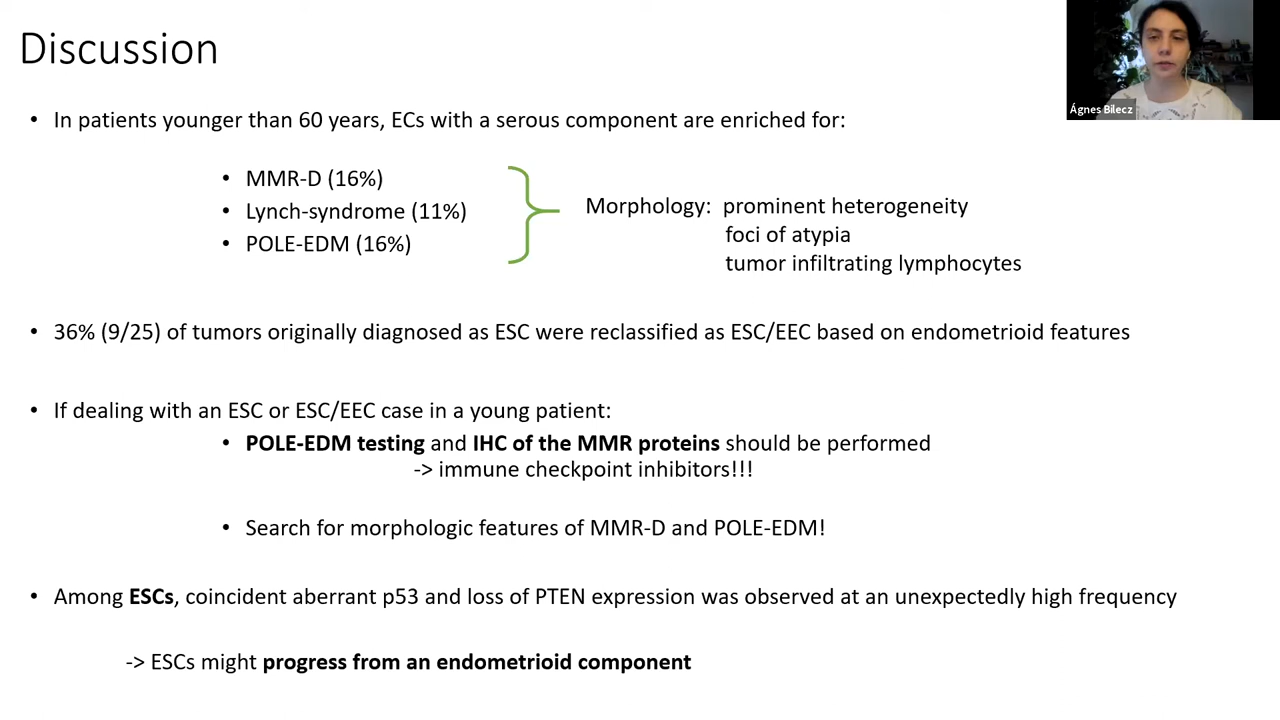 Discussion
Ágnes Bilecz
• In patients younger than 60 years, ECs with a serous component are enriched for:
• MMR-D (16%)
• Lynch-syndrome (11%)
• POLE-EDM (16%)
Morphology: prominent heterogeneity
foci of atypia
tumor infiltrating lymphocytes
• 36% (9/25) of tumors originally diagnosed as ESC were reclassified as ESC/EEC based on endometrioid features
• If dealing with an ESC or ESC/EEC case in a young patient:
• POLE-EDM testing and IHC of the MMR proteins should be performed
-> immune checkpoint inhibitors!!!
• Search for morphologic features of MMR-D and POLE-EDM!
• Among ESCs, coincident aberrant p53 and loss of PTEN expression was observed at an unexpectedly high frequency
-> ESCs might progress from an endometrioid component